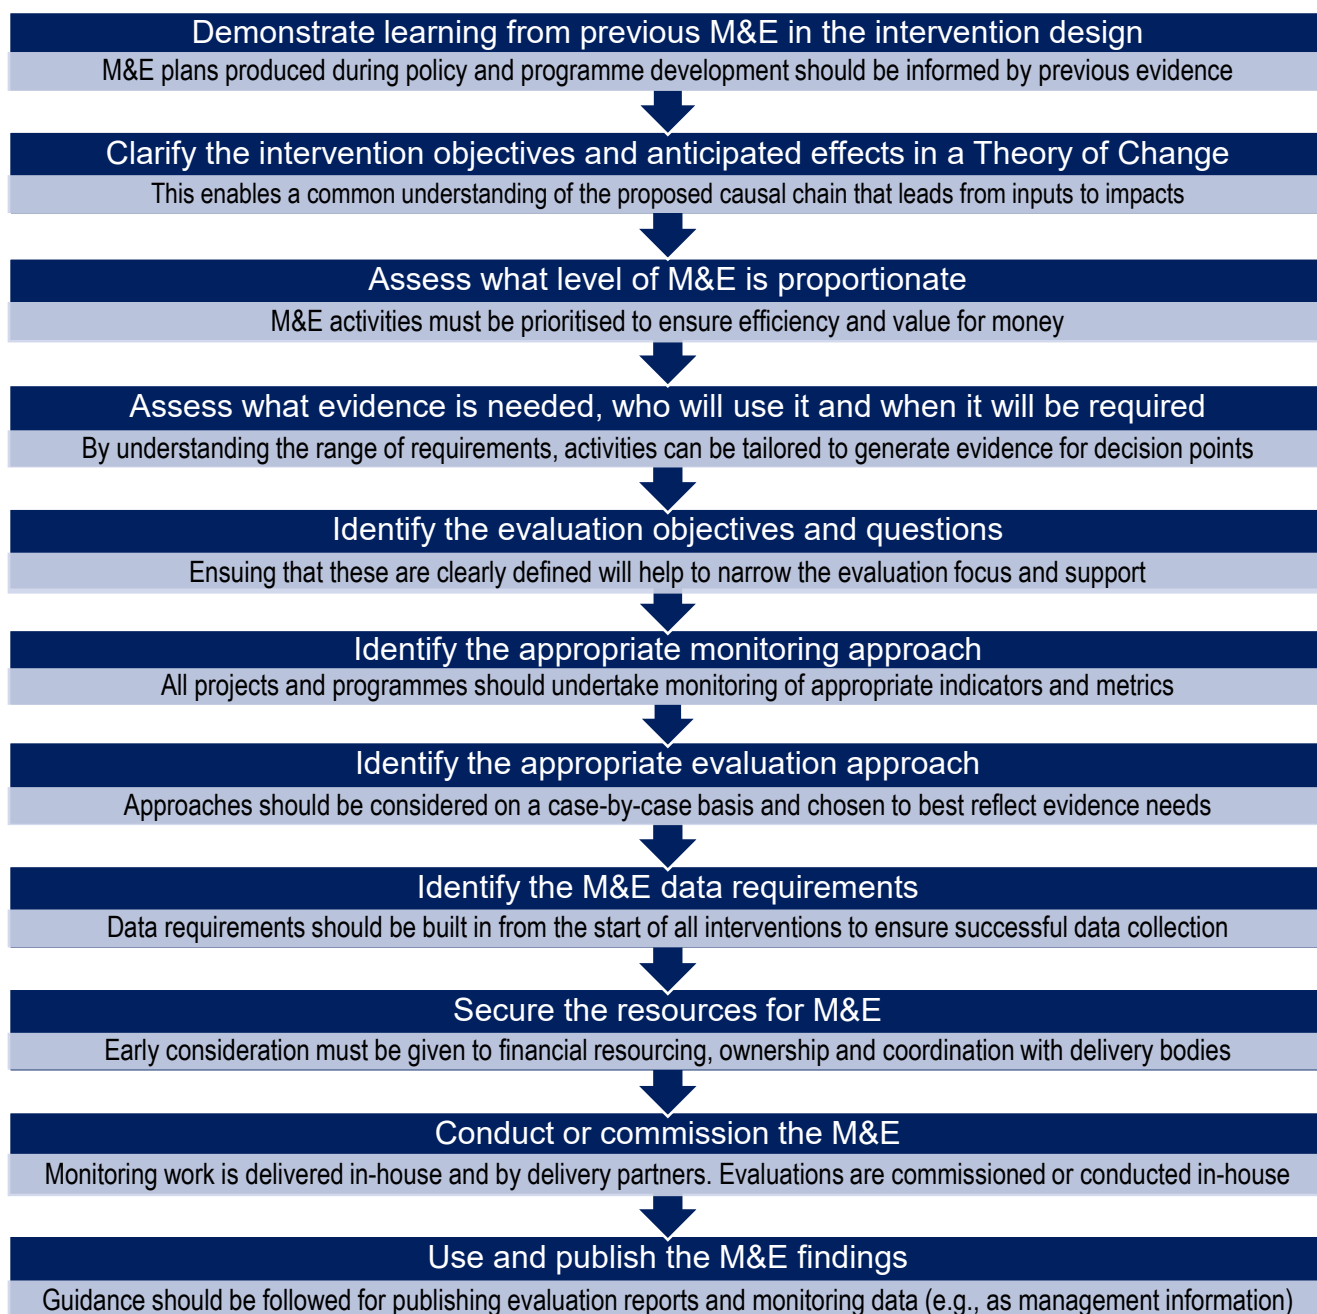 Demonstrate learning from previous M&E in the intervention design
M&E plans produced during policy and programme development should be informed by previous evidence
Clarify the intervention objectives and anticipated effects in a Theory of Change
This enables a common understanding of the proposed causal chain that leads from inputs to impacts
Assess what level of M&E is proportionate
M&E activities must be prioritised to ensure efficiency and value for money
Assess what evidence is needed, who will use it and when it will be required
By understanding the range of requirements, activities can be tailored to generate evidence for decision points
Identify the evaluation objectives and questions
Ensuing that these are clearly defined will help to narrow the evaluation focus and support
Identify the appropriate monitoring approach
All projects and programmes should undertake monitoring of appropriate indicators and metrics
Identify the appropriate evaluation approach
Approaches should be considered on a case-by-case basis and chosen to best reflect evidence needs
Identify the M&E data requirements
Data requirements should be built in from the start of all interventions to ensure successful data collection
Secure the resources for M&E
Early consideration must be given to financial resourcing, ownership and coordination with delivery bodies
Conduct or commission the M&E
Monitoring work is delivered in-house and by delivery partners. Evaluations are commissioned or conducted in-house
Use and publish the M&E findings
Guidance should be followed for publishing evaluation reports and monitoring data (e.g., as management information)